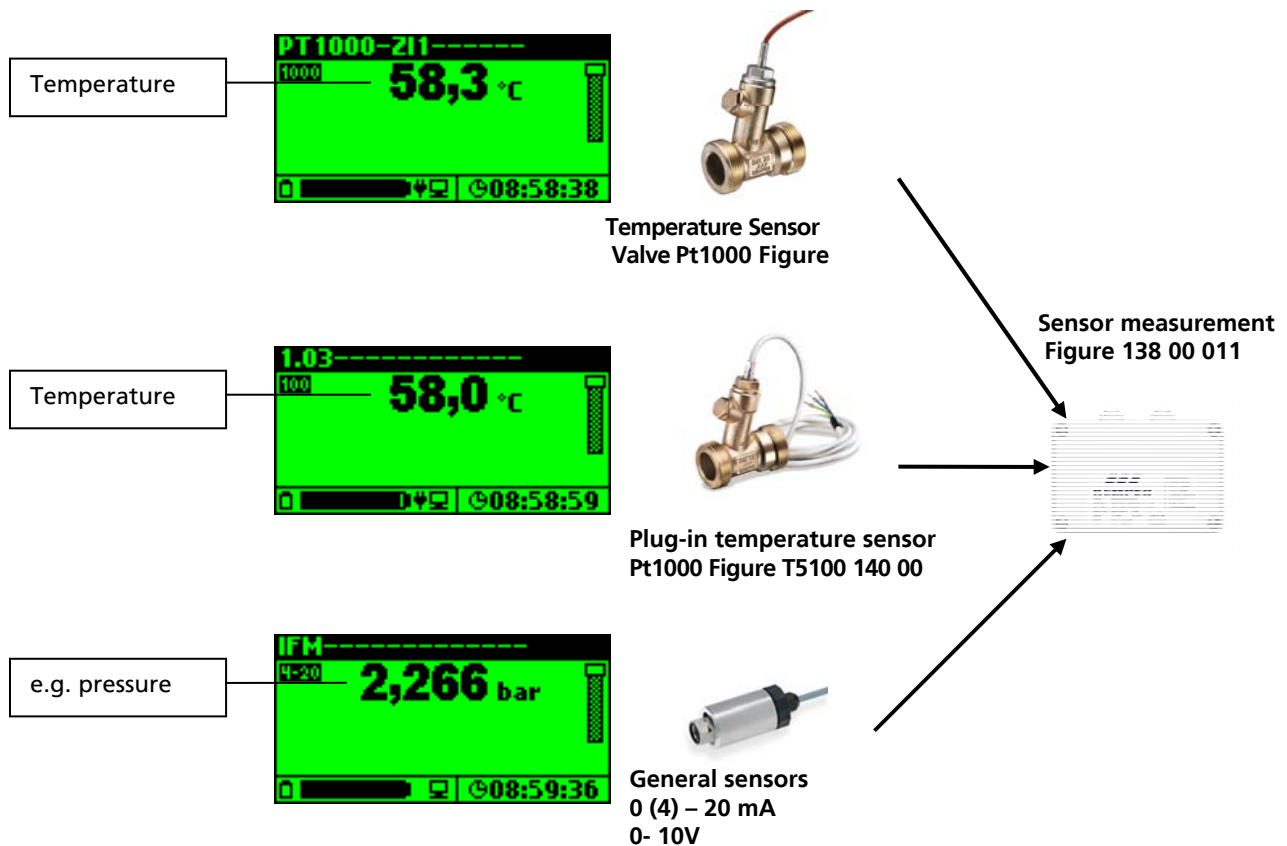 PT1000-ZI1------
Temperature
1000
58,3 °C
08:58:38
Temperature Sensor
Valve Pt1000 Figure
Sensor measurement
Figure 138 00 011
1.03-------------
Temperature
100
58,0 °C
08:58:59
Plug-in temperature sensor
Pt1000 Figure T5100 140 00
IFM--------------
e.g. pressure
4-20
2,266 bar
08:59:36
General sensors
0 (4) – 20 mA
0- 10V